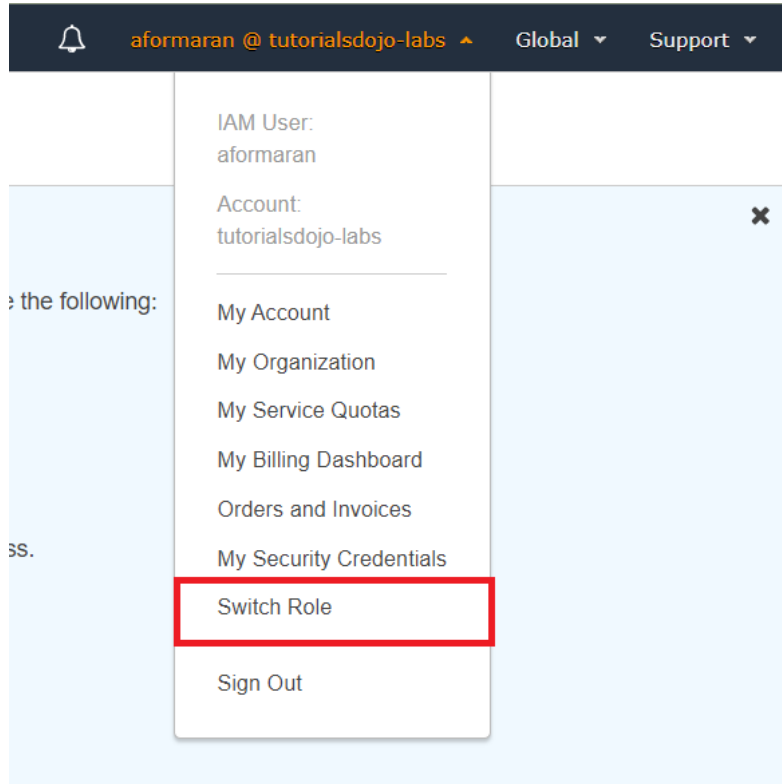 aformaran @ tutorialsdojo-labs Global Support
IAM User:
aformaran
Account:
tutorialsdojo-labs
the following:
My Account
My Organization
My Service Quotas
My Billing Dashboard
Orders and Invoices
ss.
My Security Credentials
Switch Role
Sign Out